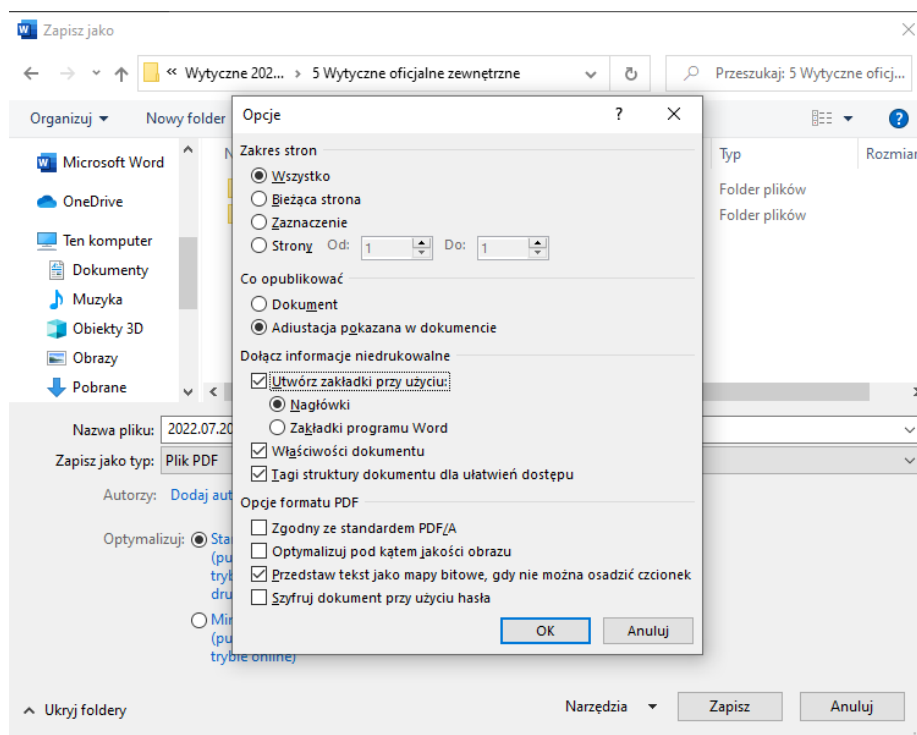 Zapisz jako
« Wytyczne 202... › 5 Wytyczne oficjalne zewnętrzne
Przeszukaj: 5 Wytyczne oficj...
Organizuj
Nowy folder
Microsoft Word
OneDrive
Ten komputer
Dokumenty
Muzyka
Obiekty 3D
Obrazy
Pobrane
Typ
Rozmiar
Folder plików
Folder plików
Opcje
?
Zakres stron
Wszystko
Bieżąca strona
Zaznaczenie
Strony Od: 1 Do: 1
Co opublikować
Dokument
Adiustacja pokazana w dokumencie
Dołącz informacje niedrukowalne
Utwórz zakładki przy użyciu:
Nagłówki
Zakładki programu Word
Właściwości dokumentu
Tagi struktury dokumentu dla ułatwień dostępu
Opcje formatu PDF
Zgodny ze standardem PDF/A
Optymalizuj pod kątem jakości obrazu
Przedstaw tekst jako mapy bitowe, gdy nie można osadzić czcionek
Szyfruj dokument przy użyciu hasła
OK
Anuluj
Nazwa pliku: 2022.07.20
Zapisz jako typ: Plik PDF
Autorzy: Dodaj aut
Optymalizuj: Sta
(pu
tryb
dru
Min
(pu
trybie online)
Ukryj foldery
Narzędzia
Zapisz
Anuluj